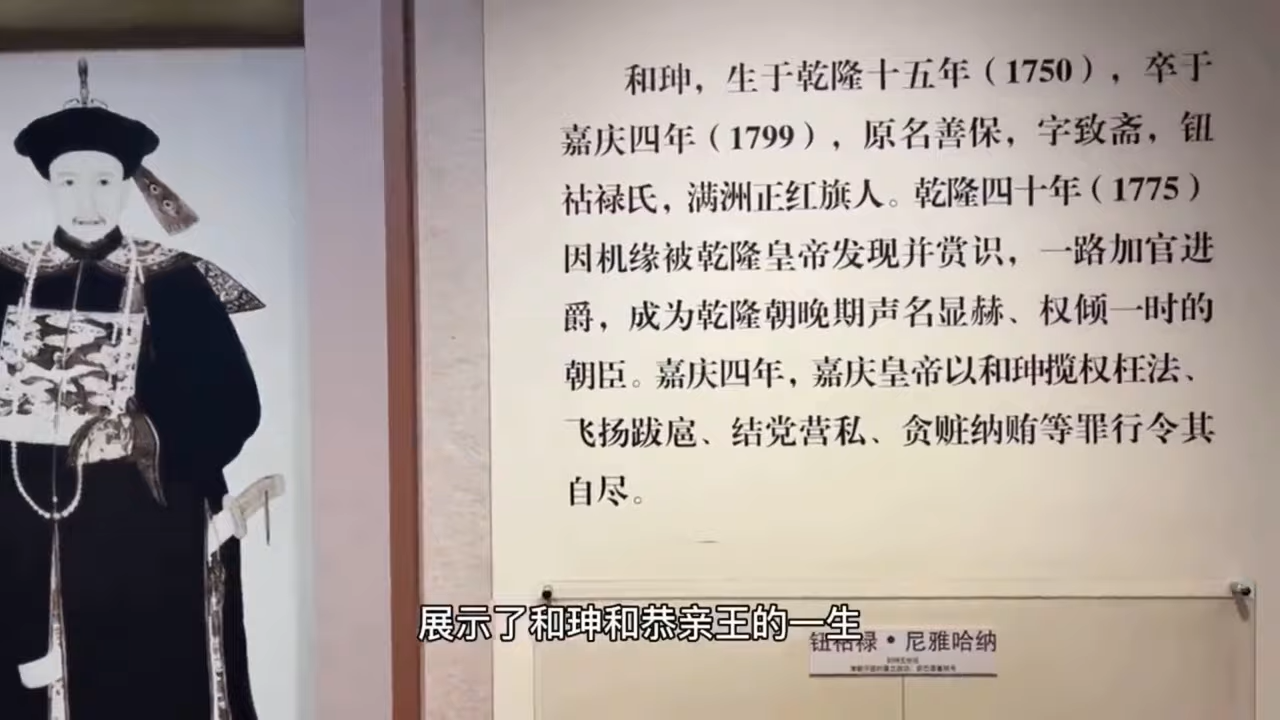 和珅，生于乾隆十五年（1750），卒于
嘉庆四年（1799），原名善保，字致斋，钮
祜禄氏，满洲正红旗人。乾隆四十年（1775）
因机缘被乾隆皇帝发现并赏识，一路加官进
爵，成为乾隆朝晚期声名显赫、权倾一时的
朝臣。嘉庆四年，嘉庆皇帝以和珅揽权枉法、
飞扬跋扈、结党营私、贪赃纳贿等罪行令其
自尽。
展示了和珅和恭亲王的一生
钮祜禄·尼雅哈纳